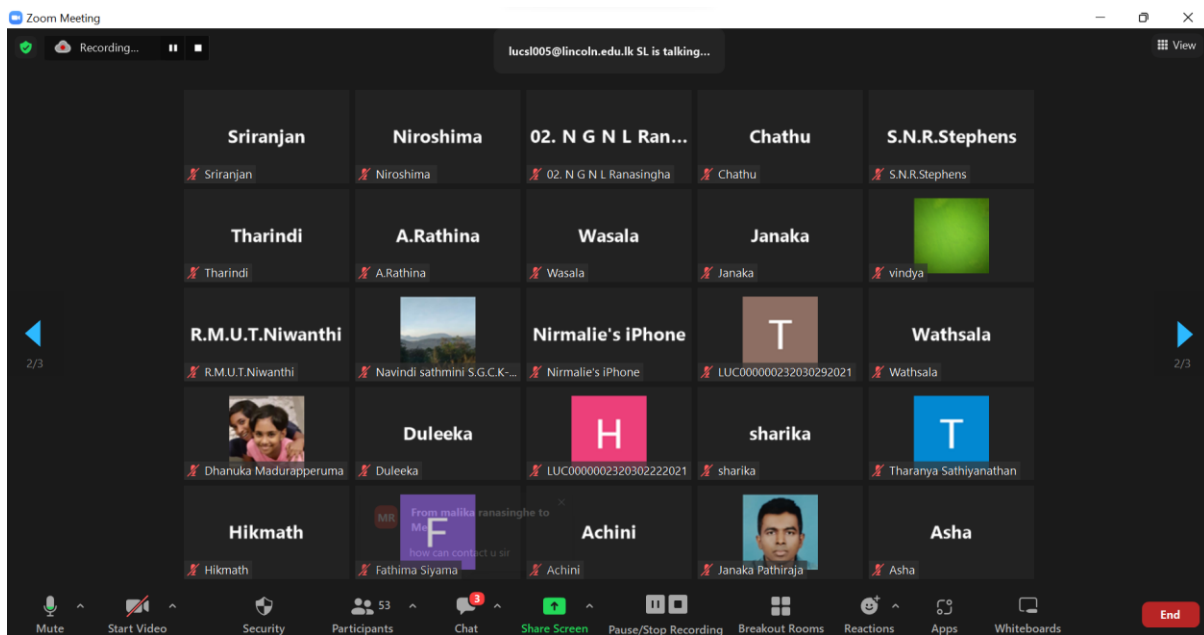 Zoom Meeting
Recording...
lucsl005@lincoln.edu.lk SL is talking...
View
Sriranjan
Niroshima
02. N G N L Ran...
Chathu
S.N.R.Stephens
Sriranjan
Niroshima
02. N G N L Ranasingha
Chathu
S.N.R.Stephens
Tharindi
A.Rathina
Wasala
Janaka
Tharindi
A.Rathina
Wasala
Janaka
vindya
R.M.U.T.Niwanthi
Nirmalie's iPhone
T
Wathsala
2/3
2/3
R.M.U.T.Niwanthi
Navindi sathmini S.G.C.K-...
Nirmalie's iPhone
LUC000000232030292021
Wathsala
Duleeka
H
sharika
T
Dhanuka Madurapperuma
Duleeka
LUC0000002320302222021
sharika
Tharanya Sathiyanathan
Hikmath
MR
From malika ranasinghe to
Me
how can contact u sir
F
Achini
Asha
Hikmath
Fathima Siyama
Achini
Janaka Pathiraja
Asha
53
3
Mute
Start Video
Security
Participants
Chat
Share Screen
Pause/Stop Recording
Breakout Rooms
Reactions
Apps
Whiteboards
End